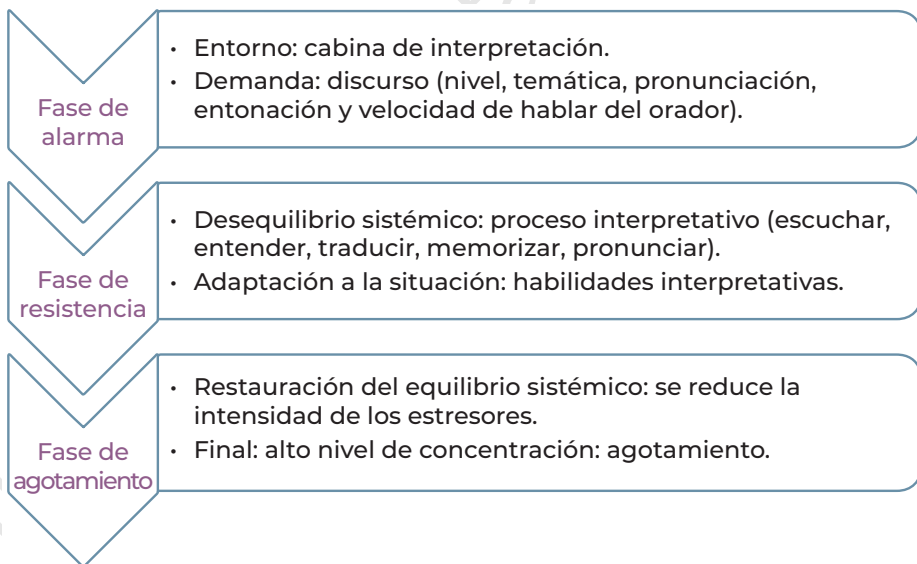 Fase de
alarma
• Entorno: cabina de interpretación.
• Demanda: discurso (nivel, temática, pronunciación,
entonación y velocidad de hablar del orador).
Fase de
resistencia
• Desequilibrio sistémico: proceso interpretativo (escuchar,
entender, traducir, memorizar, pronunciar).
• Adaptación a la situación: habilidades interpretativas.
Fase de
agotamiento
• Restauración del equilibrio sistémico: se reduce la
intensidad de los estresores.
• Final: alto nivel de concentración: agotamiento.